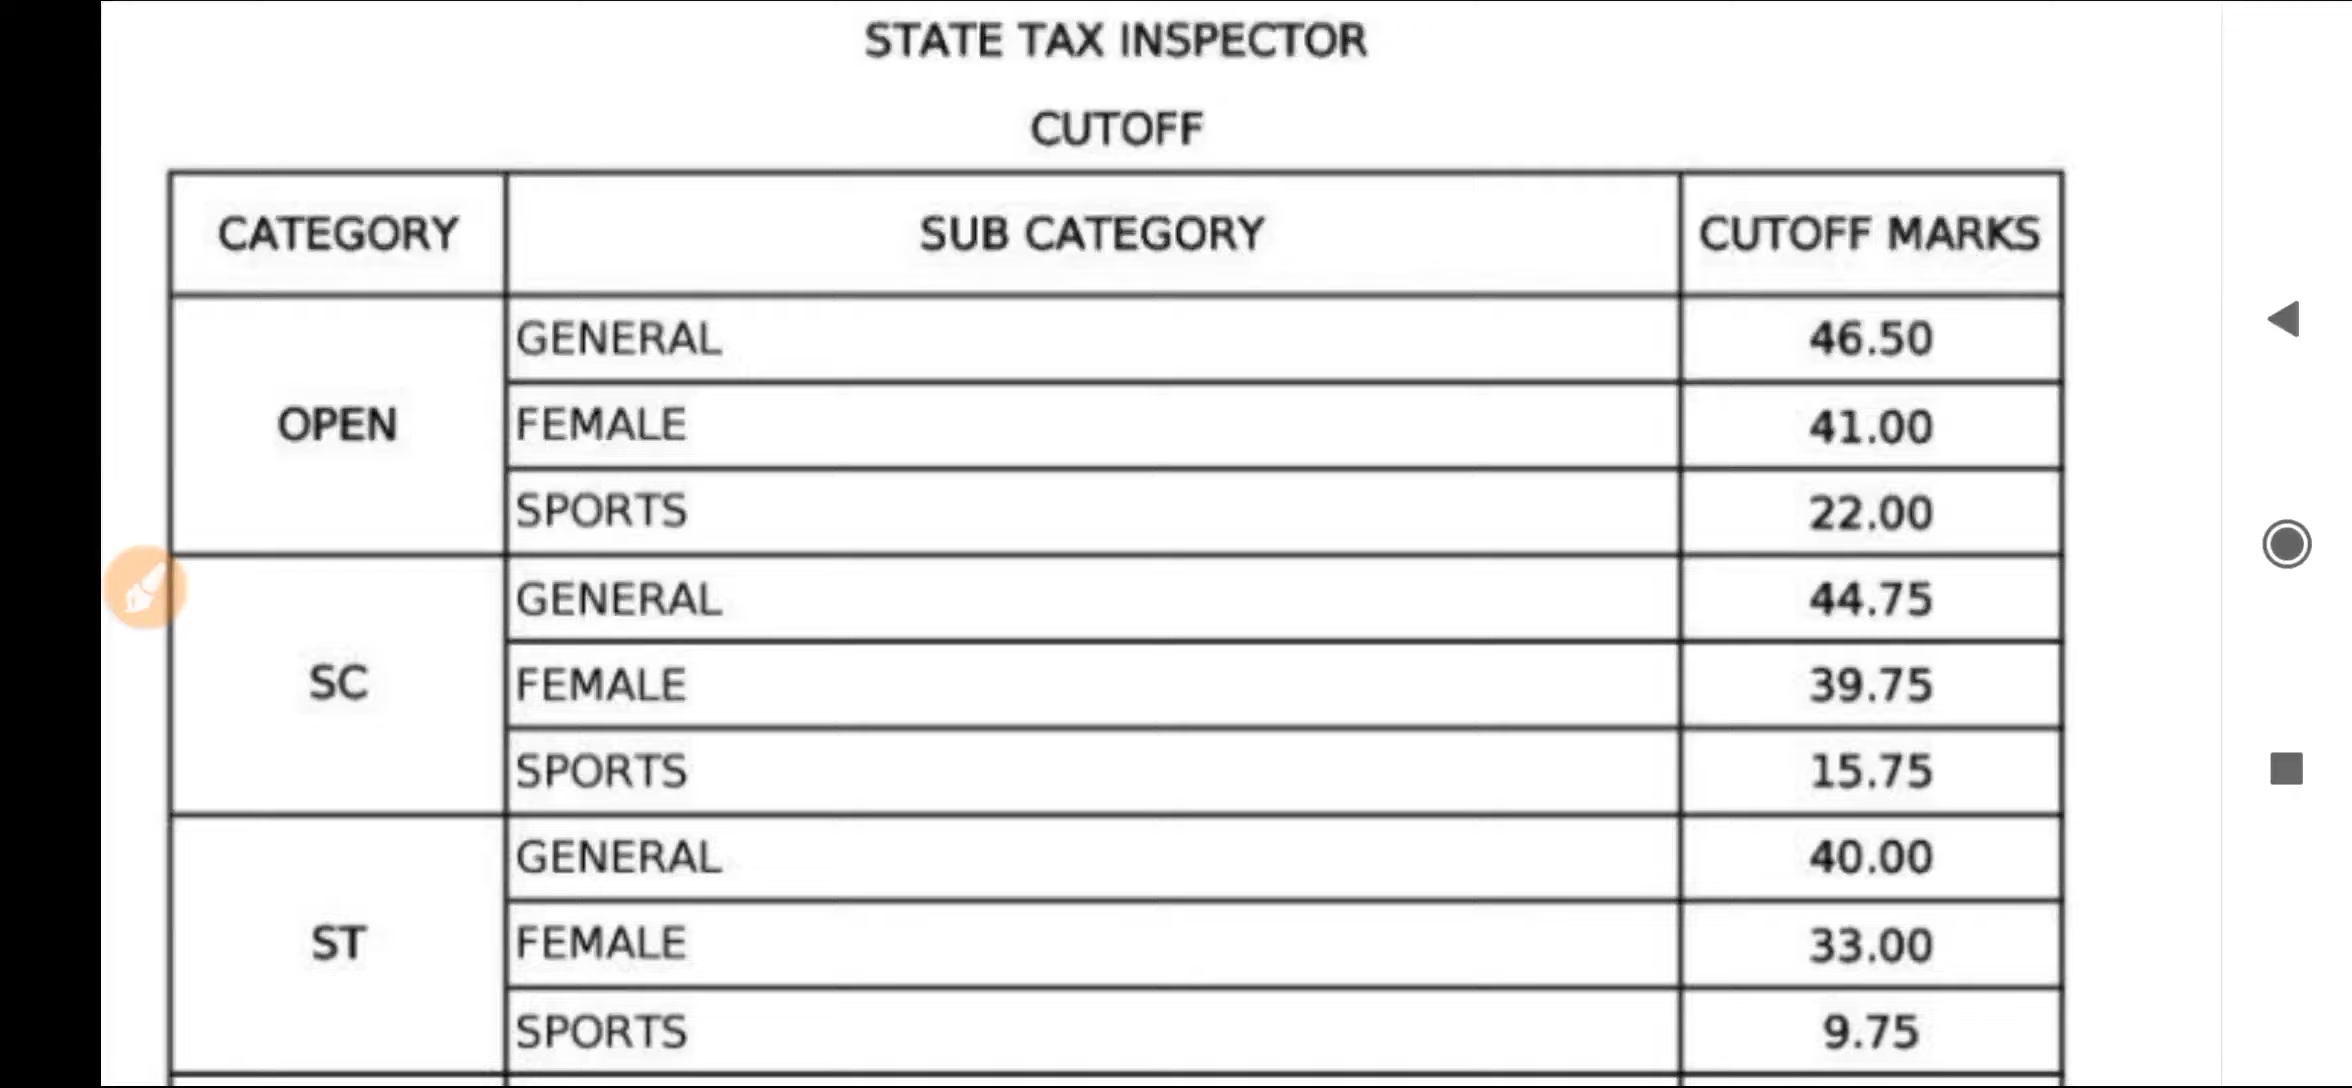 STATE TAX INSPECTOR
CUTOFF
CATEGORY SUB CATEGORY CUTOFF MARKS
OPEN
GENERAL 46.50
FEMALE 41.00
SPORTS 22.00
SC
GENERAL 44.75
FEMALE 39.75
SPORTS 15.75
ST
GENERAL 40.00
FEMALE 33.00
SPORTS 9.75